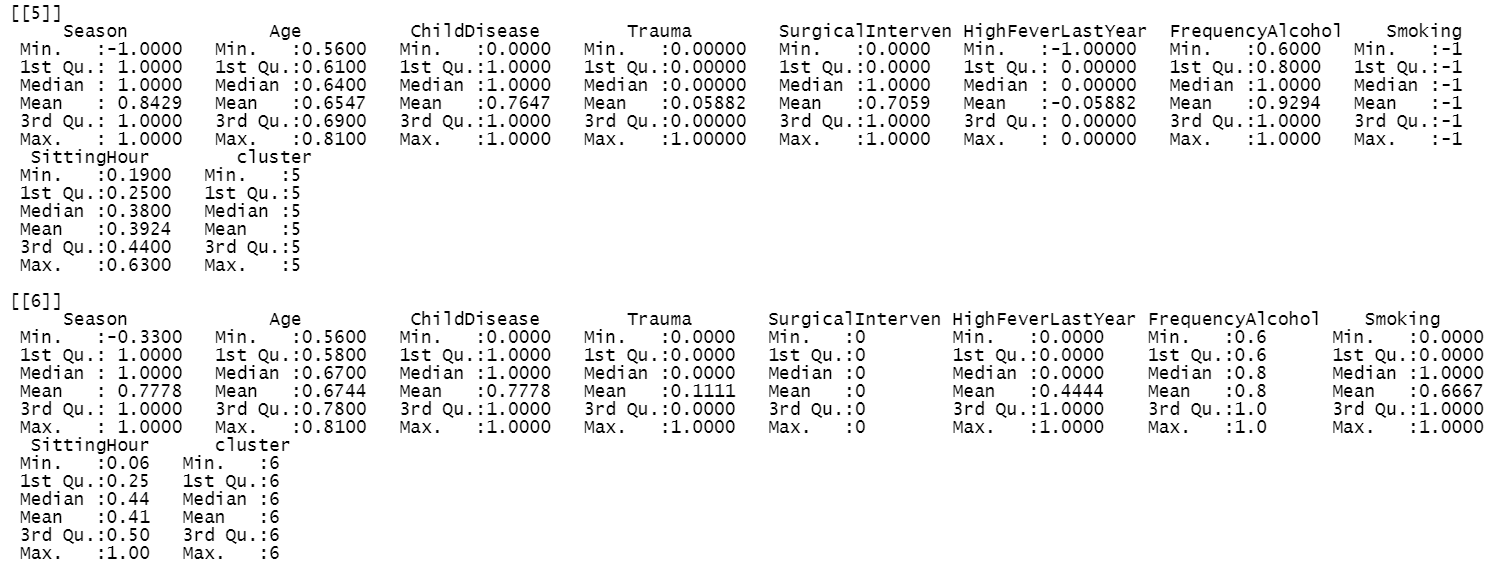 [[5]]
     Season             Age          ChildDisease        Trauma        SurgicalInterven HighFeverLastYear  FrequencyAlcohol    Smoking  
 Min.   :-1.0000   Min.   :0.5600   Min.   :0.0000   Min.   :0.00000   Min.   :0.0000   Min.   :-1.00000   Min.   :0.6000   Min.   :-1  
 1st Qu.: 1.0000   1st Qu.:0.6100   1st Qu.:1.0000   1st Qu.:0.00000   1st Qu.:0.0000   1st Qu.: 0.00000   1st Qu.:0.8000   1st Qu.:-1  
 Median : 1.0000   Median :0.6400   Median :1.0000   Median :0.00000   Median :1.0000   Median : 0.00000   Median :1.0000   Median :-1  
 Mean   : 0.8429   Mean   :0.6547   Mean   :0.7647   Mean   :0.05882   Mean   :0.7059   Mean   :-0.05882   Mean   :0.9294   Mean   :-1  
 3rd Qu.: 1.0000   3rd Qu.:0.6900   3rd Qu.:1.0000   3rd Qu.:0.00000   3rd Qu.:1.0000   3rd Qu.: 0.00000   3rd Qu.:1.0000   3rd Qu.:-1  
 Max.   : 1.0000   Max.   :0.8100   Max.   :1.0000   Max.   :1.00000   Max.   :1.0000   Max.   : 0.00000   Max.   :1.0000   Max.   :-1  
  SittingHour        cluster 
 Min.   :0.1900   Min.   :5  
 1st Qu.:0.2500   1st Qu.:5  
 Median :0.3800   Median :5  
 Mean   :0.3924   Mean   :5  
 3rd Qu.:0.4400   3rd Qu.:5  
 Max.   :0.6300   Max.   :5  
[[6]]
     Season             Age          ChildDisease        Trauma       SurgicalInterven HighFeverLastYear FrequencyAlcohol    Smoking      
 Min.   :-0.3300   Min.   :0.5600   Min.   :0.0000   Min.   :0.0000   Min.   :0        Min.   :0.0000    Min.   :0.6      Min.   :0.0000  
 1st Qu.: 1.0000   1st Qu.:0.5800   1st Qu.:1.0000   1st Qu.:0.0000   1st Qu.:0        1st Qu.:0.0000    1st Qu.:0.6      1st Qu.:0.0000  
 Median : 1.0000   Median :0.6700   Median :1.0000   Median :0.0000   Median :0        Median :0.0000    Median :0.8      Median :1.0000  
 Mean   : 0.7778   Mean   :0.6744   Mean   :0.7778   Mean   :0.1111   Mean   :0        Mean   :0.4444    Mean   :0.8      Mean   :0.6667  
 3rd Qu.: 1.0000   3rd Qu.:0.7800   3rd Qu.:1.0000   3rd Qu.:0.0000   3rd Qu.:0        3rd Qu.:1.0000    3rd Qu.:1.0      3rd Qu.:1.0000  
 Max.   : 1.0000   Max.   :0.8100   Max.   :1.0000   Max.   :1.0000   Max.   :0        Max.   :1.0000    Max.   :1.0      Max.   :1.0000  
  SittingHour      cluster 
 Min.   :0.06   Min.   :6  
 1st Qu.:0.25   1st Qu.:6  
 Median :0.44   Median :6  
 Mean   :0.41   Mean   :6  
 3rd Qu.:0.50   3rd Qu.:6  
 Max.   :1.00   Max.   :6